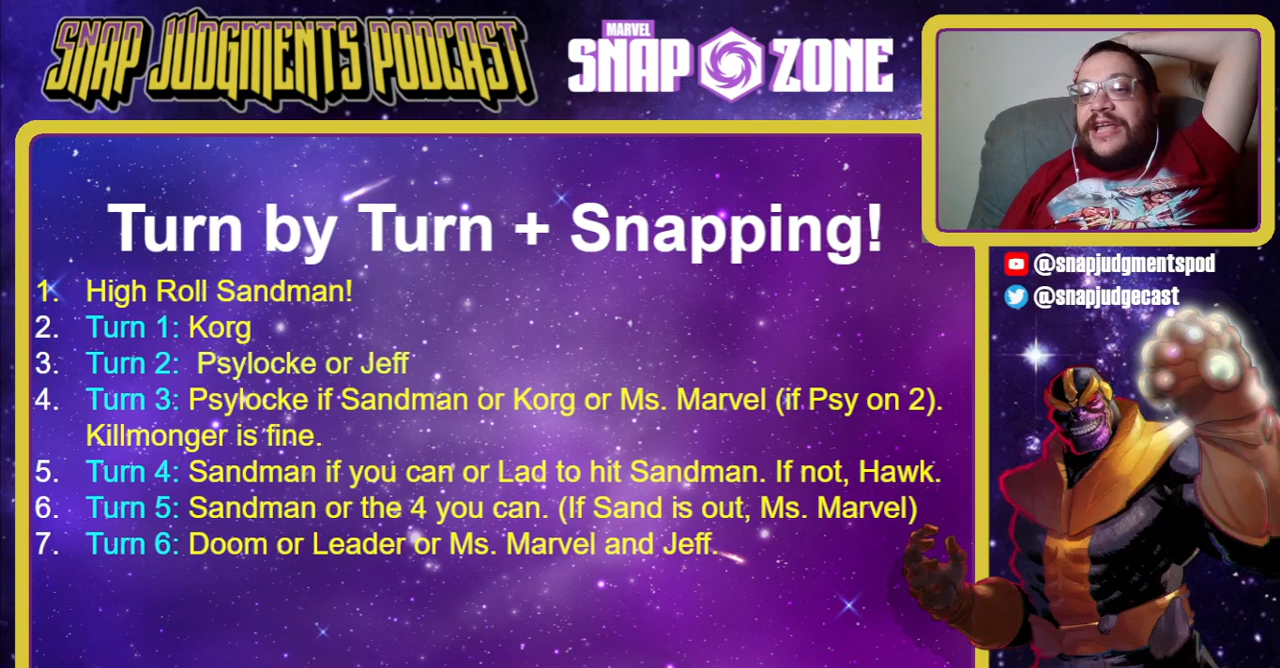 SNAP JUDGMENTS PODCAST
MARVEL
SNAP ZONE
Turn by Turn + Snapping!
1. High Roll Sandman!
2. Turn 1: Korg
3. Turn 2: Psylocke or Jeff
4. Turn 3: Psylocke if Sandman or Korg or Ms. Marvel (if Psy on 2).
Killmonger is fine.
5. Turn 4: Sandman if you can or Lad to hit Sandman. If not, Hawk.
6. Turn 5: Sandman or the 4 you can. (If Sand is out, Ms. Marvel)
7. Turn 6: Doom or Leader or Ms. Marvel and Jeff.
@snapjudgmentspod
@snapjudgecast